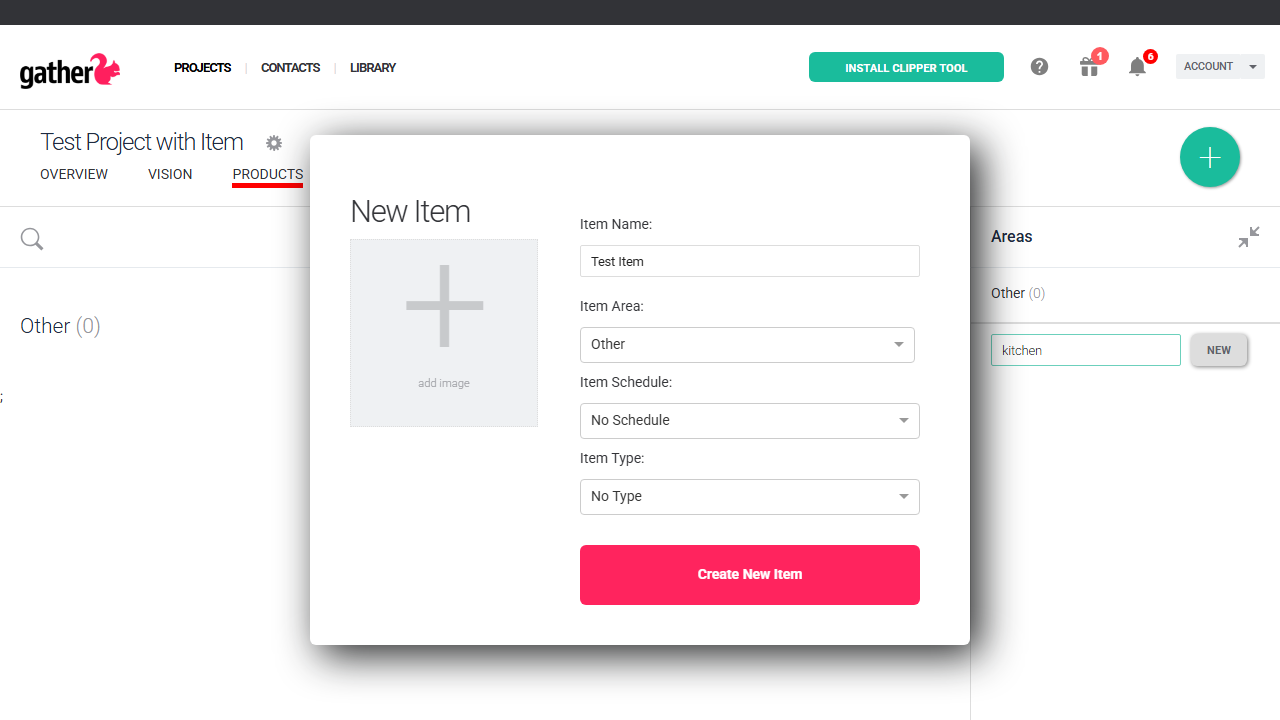 gather
PROJECTS | CONTACTS | LIBRARY
INSTALL CLIPPER TOOL
?
1
6
ACCOUNT
Test Project with Item
OVERVIEW VISION PRODUCTS
Areas
Other (0)
kitchen
NEW
Other (0)
;
New Item
add image
Item Name:
Test Item
Item Area:
Other
Item Schedule:
No Schedule
Item Type:
No Type
Create New Item